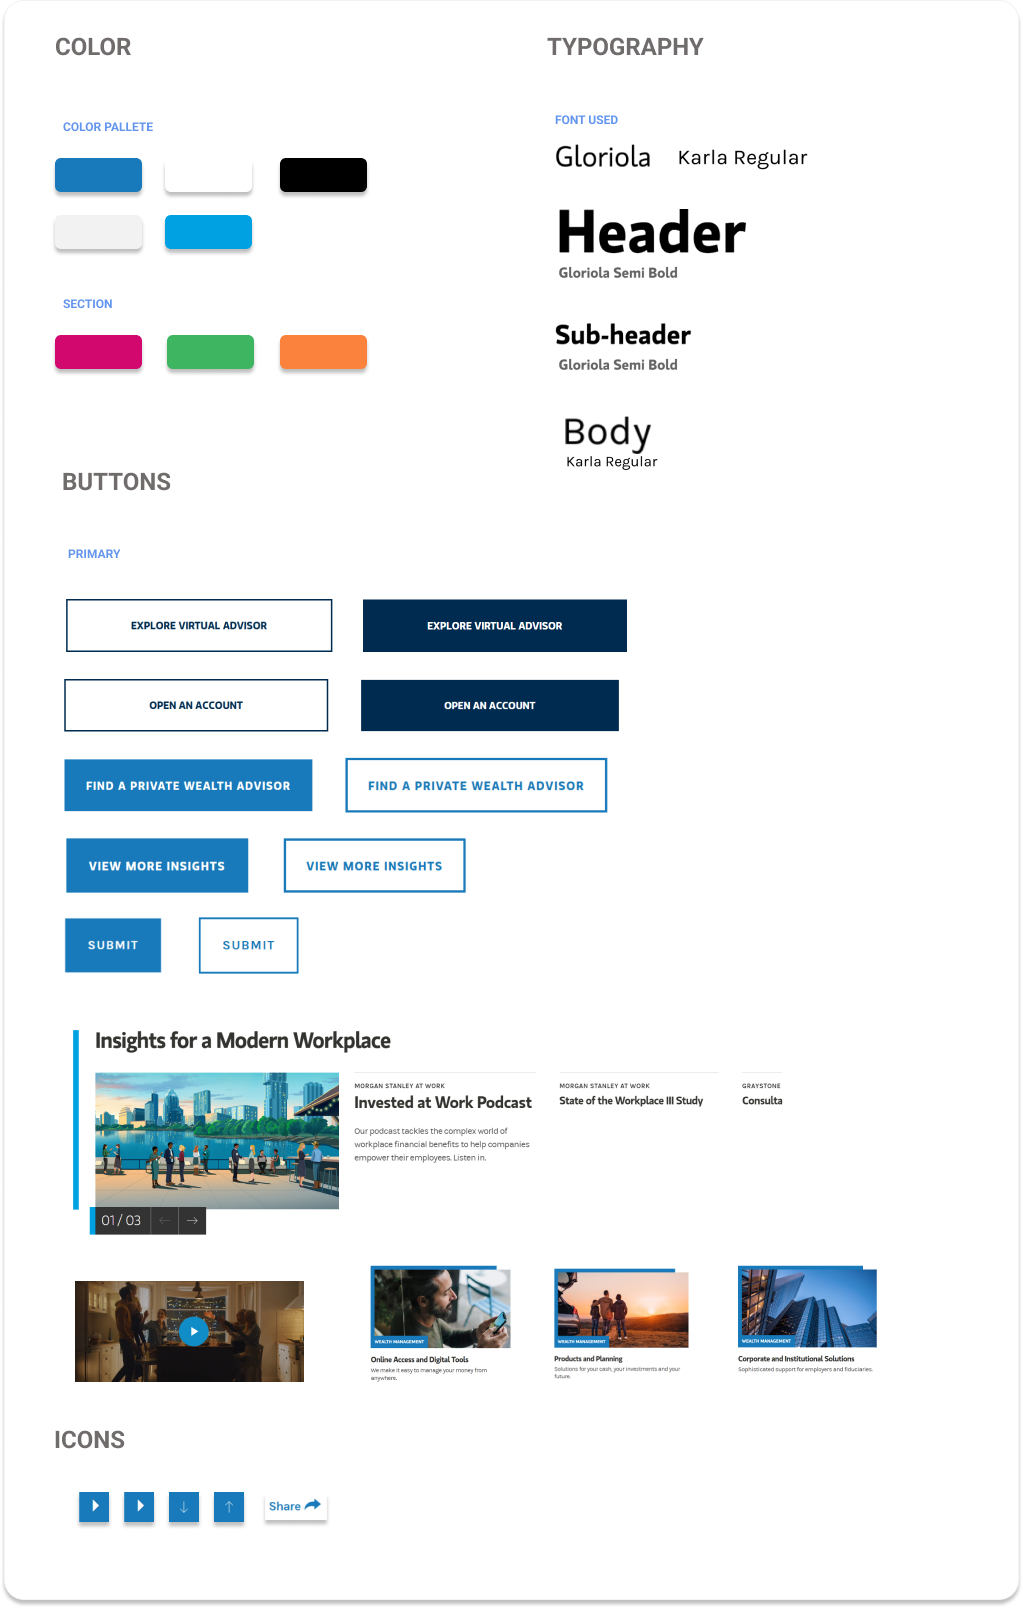 COLOR
TYPOGRAPHY
COLOR PALLETE
FONT USED
Gloriola Karla Regular
Header
Gloriola Semi Bold
SECTION
Sub-header
Gloriola Semi Bold
Body
Karla Regular
BUTTONS
PRIMARY
EXPLORE VIRTUAL ADVISOR
EXPLORE VIRTUAL ADVISOR
OPEN AN ACCOUNT
OPEN AN ACCOUNT
FIND A PRIVATE WEALTH ADVISOR
FIND A PRIVATE WEALTH ADVISOR
VIEW MORE INSIGHTS
VIEW MORE INSIGHTS
SUBMIT
SUBMIT
Insights for a Modern Workplace
01 / 03
MORGAN STANLEY AT WORK
Invested at Work Podcast
Our podcast tackles the complex world of
workplace financial benefits to help companies
empower their employees. Listen in.
MORGAN STANLEY AT WORK
State of the Workplace III Study
GRAYSTONE
Consulta
WEALTH MANAGEMENT
Online Access and Digital Tools
We make it easy to manage your money from
anywhere.
WEALTH MANAGEMENT
Products and Planning
Solutions for your cash, your investments and your
future.
WEALTH MANAGEMENT
Corporate and Institutional Solutions
Sophisticated support for employers and fiduciaries.
ICONS
Share